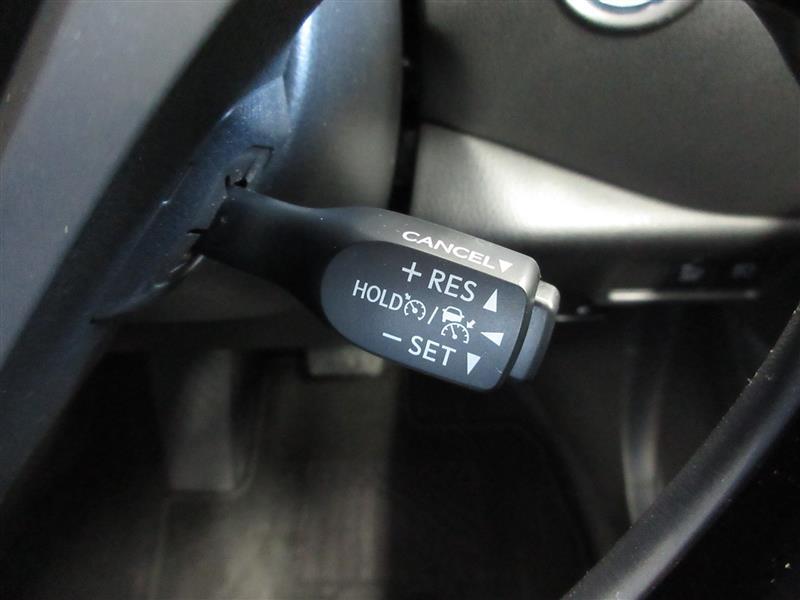 CANCEL▼
+ RES ▲
HOLD / ◀
− SET ▼